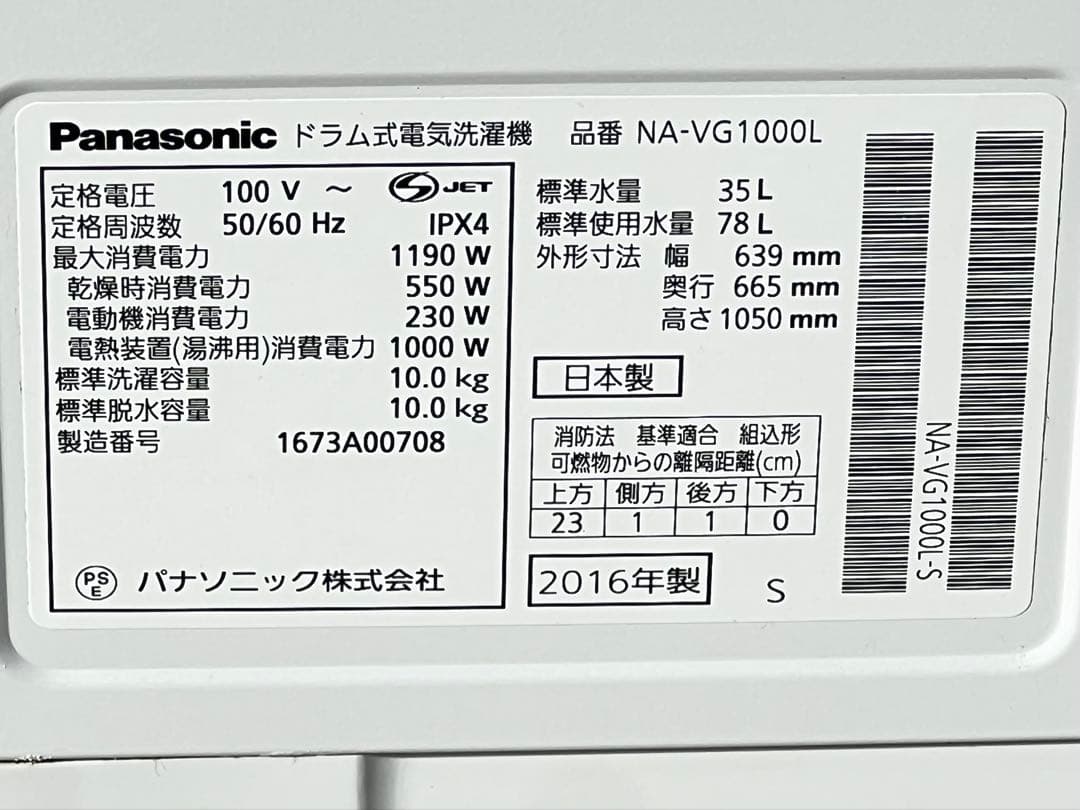 Panasonic ドラム式電気洗濯機 品番 NA-VG1000L
定格電圧 100 V ～ S JET
定格周波数 50/60 Hz IPX4
最大消費電力 1190 W
乾燥時消費電力 550 W
電動機消費電力 230 W
電熱装置(湯沸用)消費電力 1000 W
標準洗濯容量 10.0 kg
標準脱水容量 10.0 kg
製造番号 1673A00708
PSE パナソニック株式会社
標準水量 35 L
標準使用水量 78 L
外形寸法 幅 639 mm
奥行 665 mm
高さ 1050 mm
日本製
消防法 基準適合 組込形
可燃物からの離隔距離(cm)
上方 側方 後方 下方
23 1 1 0
2016年製 S
NA-VG1000L-S